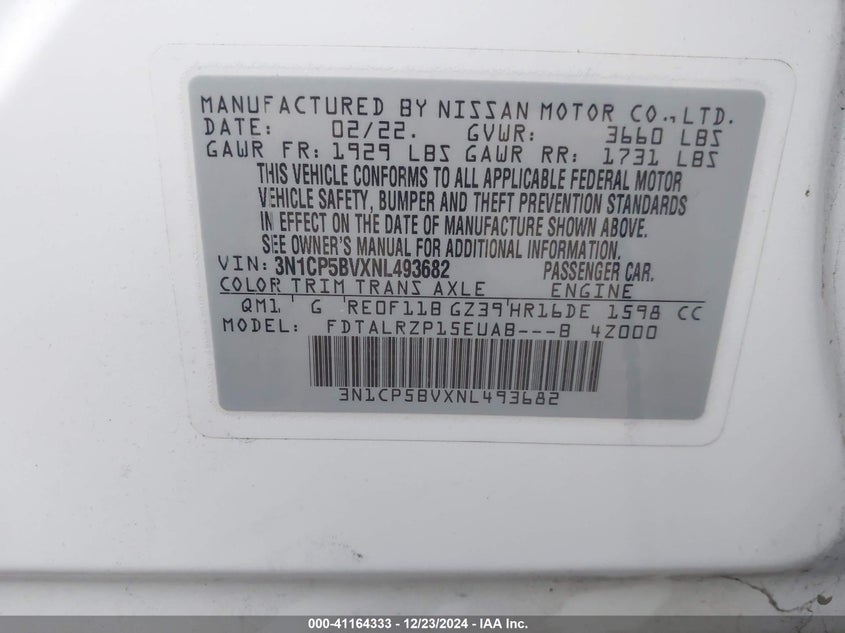 MANUFACTURED BY NISSAN MOTOR CO.,LTD.
DATE: 02/22. GVWR: 3660 LBS
GAWR FR: 1929 LBS GAWR RR: 1731 LBS
THIS VEHICLE CONFORMS TO ALL APPLICABLE FEDERAL MOTOR
VEHICLE SAFETY, BUMPER AND THEFT PREVENTION STANDARDS
IN EFFECT ON THE DATE OF MANUFACTURE SHOWN ABOVE.
SEE OWNER'S MANUAL FOR ADDITIONAL INFORMATION.
VIN: 3N1CP5BVXNL493682 PASSENGER CAR.
COLOR TRIM TRANS AXLE ENGINE
QM1 G RE0F11B GZ39 HR16DE 1598 CC
MODEL: FDTALRZP15EUAB---B 4Z000
3N1CP5BVXNL493682
000-41164333 - 12/23/2024 - IAA Inc.